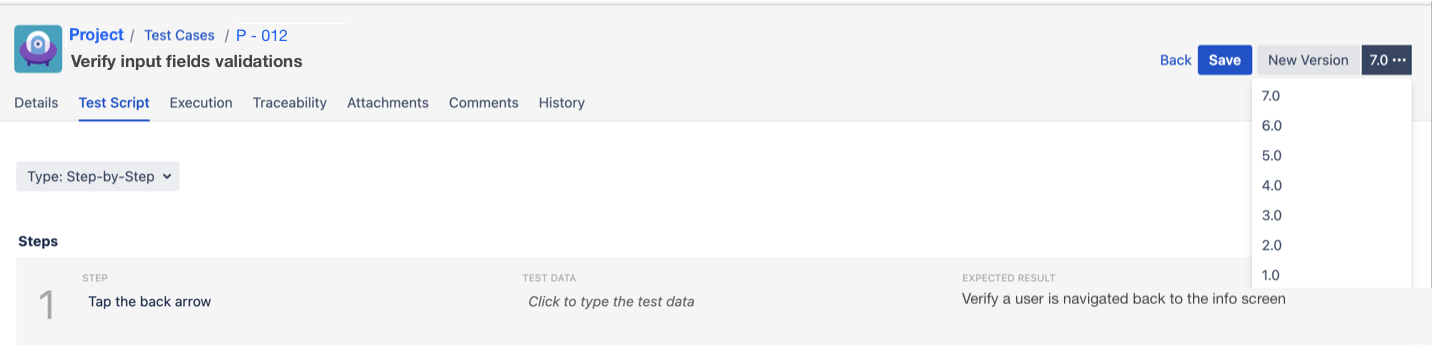 Project / Test Cases / P - 012
Verify input fields validations
Back Save New Version 7.0 •••
Details Test Script Execution Traceability Attachments Comments History
7.0
6.0
5.0
4.0
3.0
2.0
1.0
Type: Step-by-Step
Steps
STEP TEST DATA EXPECTED RESULT
1 Tap the back arrow Click to type the test data Verify a user is navigated back to the info screen